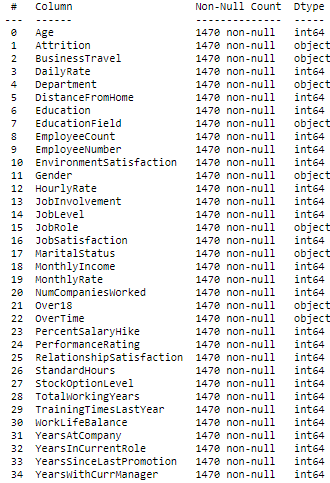 #   Column                    Non-Null Count  Dtype
---  ------                    --------------  -----
0   Age                       1470 non-null   int64
1   Attrition                 1470 non-null   object
2   BusinessTravel            1470 non-null   object
3   DailyRate                 1470 non-null   int64
4   Department                1470 non-null   object
5   DistanceFromHome          1470 non-null   int64
6   Education                 1470 non-null   int64
7   EducationField            1470 non-null   object
8   EmployeeCount             1470 non-null   int64
9   EmployeeNumber            1470 non-null   int64
10  EnvironmentSatisfaction   1470 non-null   int64
11  Gender                    1470 non-null   object
12  HourlyRate                1470 non-null   int64
13  JobInvolvement            1470 non-null   int64
14  JobLevel                  1470 non-null   int64
15  JobRole                   1470 non-null   object
16  JobSatisfaction           1470 non-null   int64
17  MaritalStatus             1470 non-null   object
18  MonthlyIncome             1470 non-null   int64
19  MonthlyRate               1470 non-null   int64
20  NumCompaniesWorked        1470 non-null   int64
21  Over18                    1470 non-null   object
22  OverTime                  1470 non-null   object
23  PercentSalaryHike         1470 non-null   int64
24  PerformanceRating         1470 non-null   int64
25  RelationshipSatisfaction  1470 non-null   int64
26  StandardHours             1470 non-null   int64
27  StockOptionLevel          1470 non-null   int64
28  TotalWorkingYears         1470 non-null   int64
29  TrainingTimesLastYear     1470 non-null   int64
30  WorkLifeBalance           1470 non-null   int64
31  YearsAtCompany            1470 non-null   int64
32  YearsInCurrentRole        1470 non-null   int64
33  YearsSinceLastPromotion   1470 non-null   int64
34  YearsWithCurrManager      1470 non-null   int64